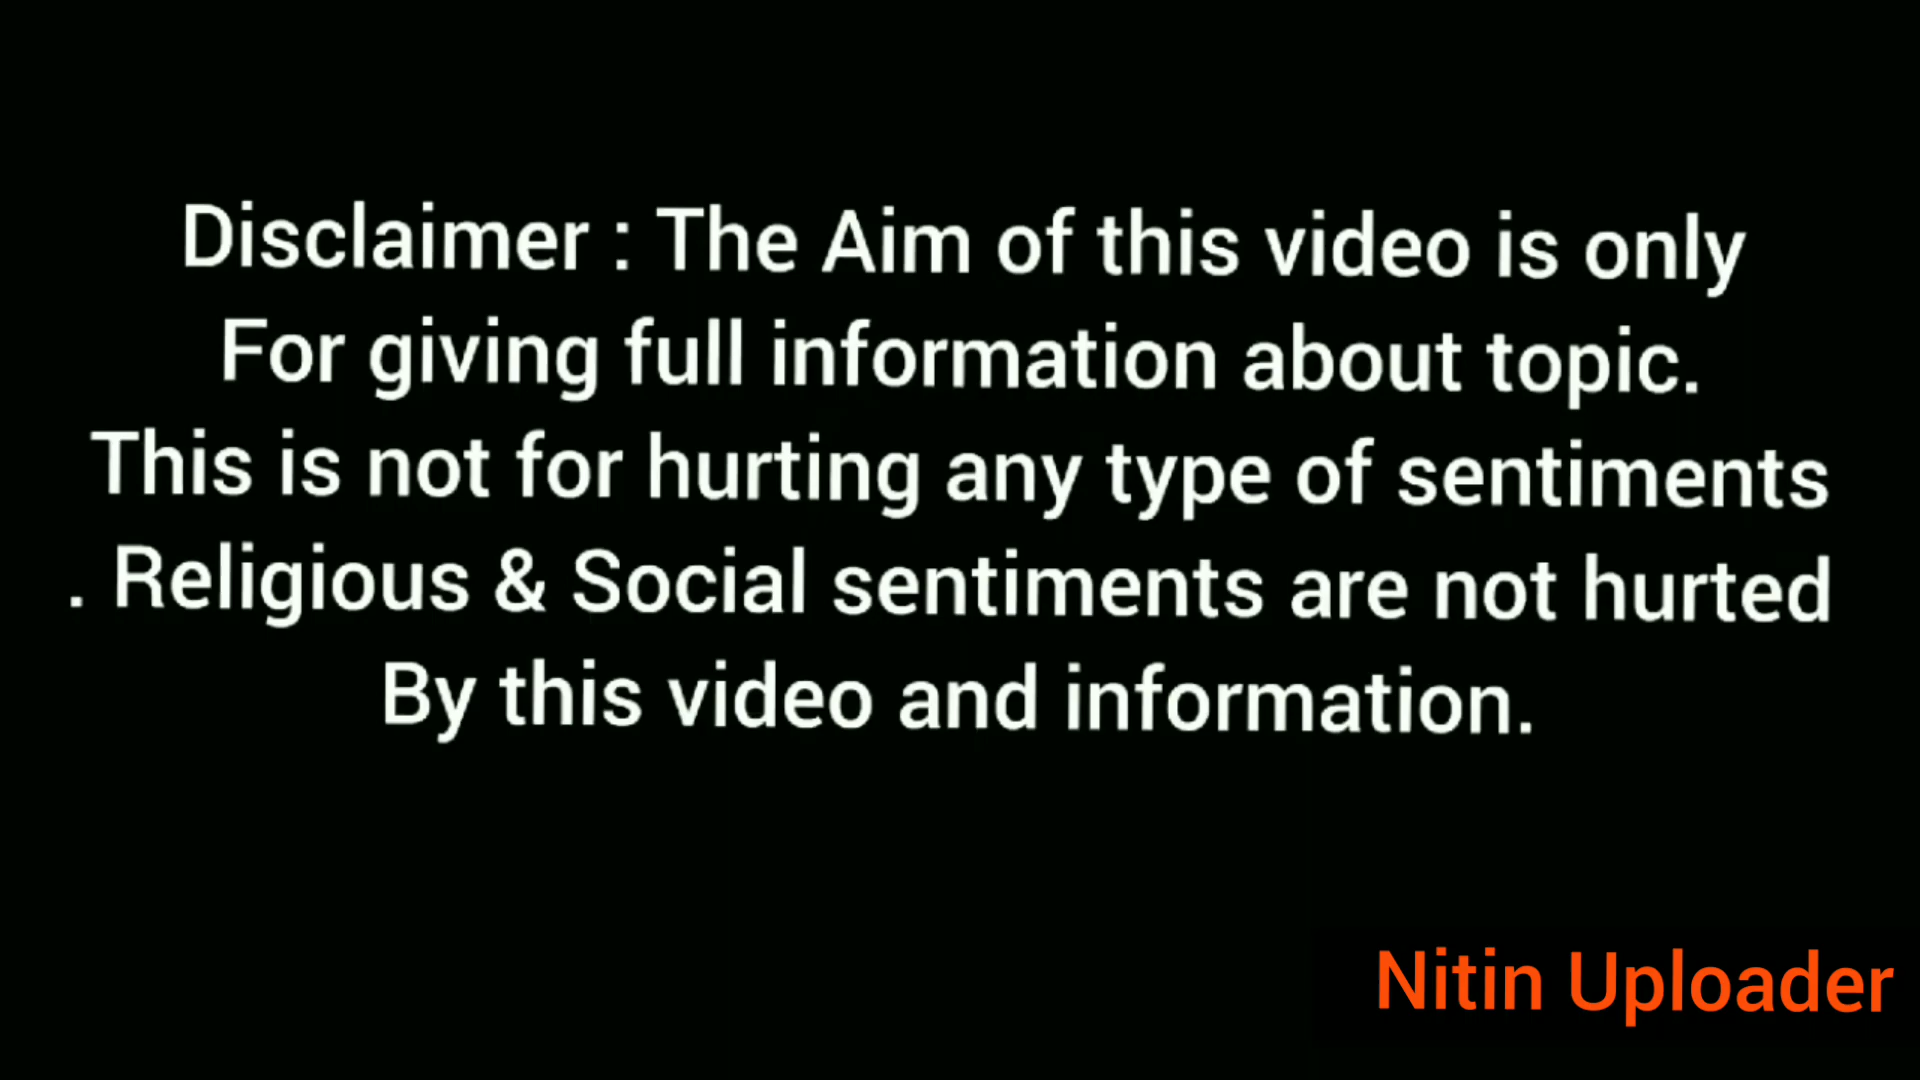 Disclaimer : The Aim of this video is only
For giving full information about topic.
This is not for hurting any type of sentiments
. Religious & Social sentiments are not hurted
By this video and information.
Nitin Uploader